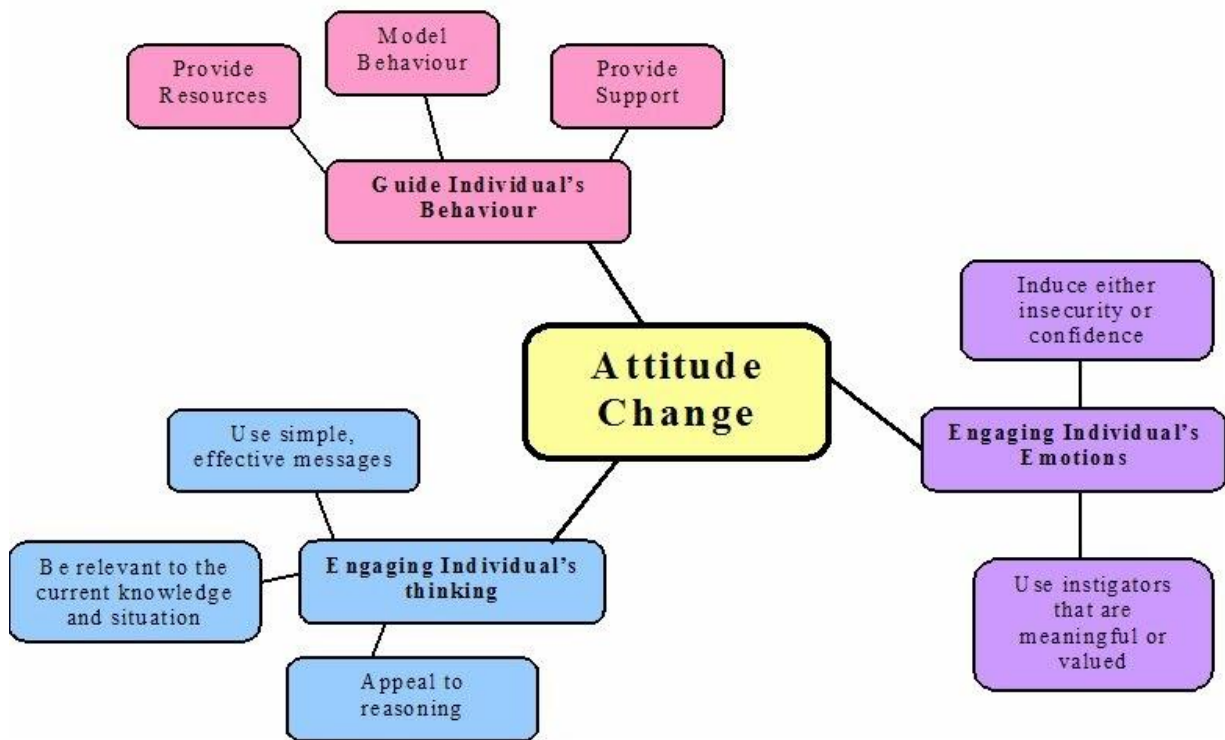 Model
Behaviour
Provide
Resources
Provide
Support
Guide Individual's
Behaviour
Induce either
insecurity or
confidence
Attitude
Change
Engaging Individual's
Emotions
Use simple,
effective messages
Be relevant to the
current knowledge
and situation
Engaging Individual's
thinking
Use instigators
that are
meaningful or
valued
Appeal to
reasoning